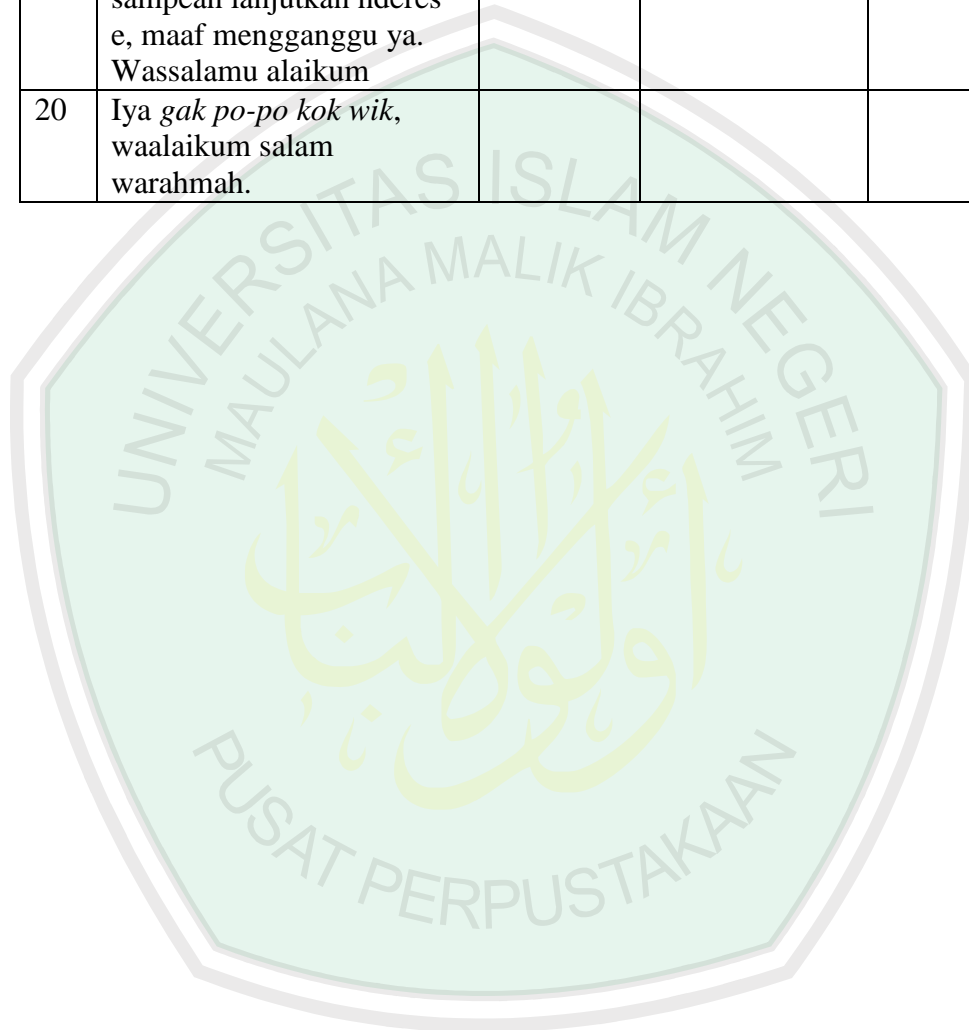 sampean lanjutkan nderes
e, maaf mengganggu ya.
Wassalamu alaikum
20 Iya gak po-po kok wik,
waalaikum salam
warahmah.
UNIVERSITAS ISLAM NEGERI
MAULANA MALIK IBRAHIM
PUSAT PERPUSTAKAAN